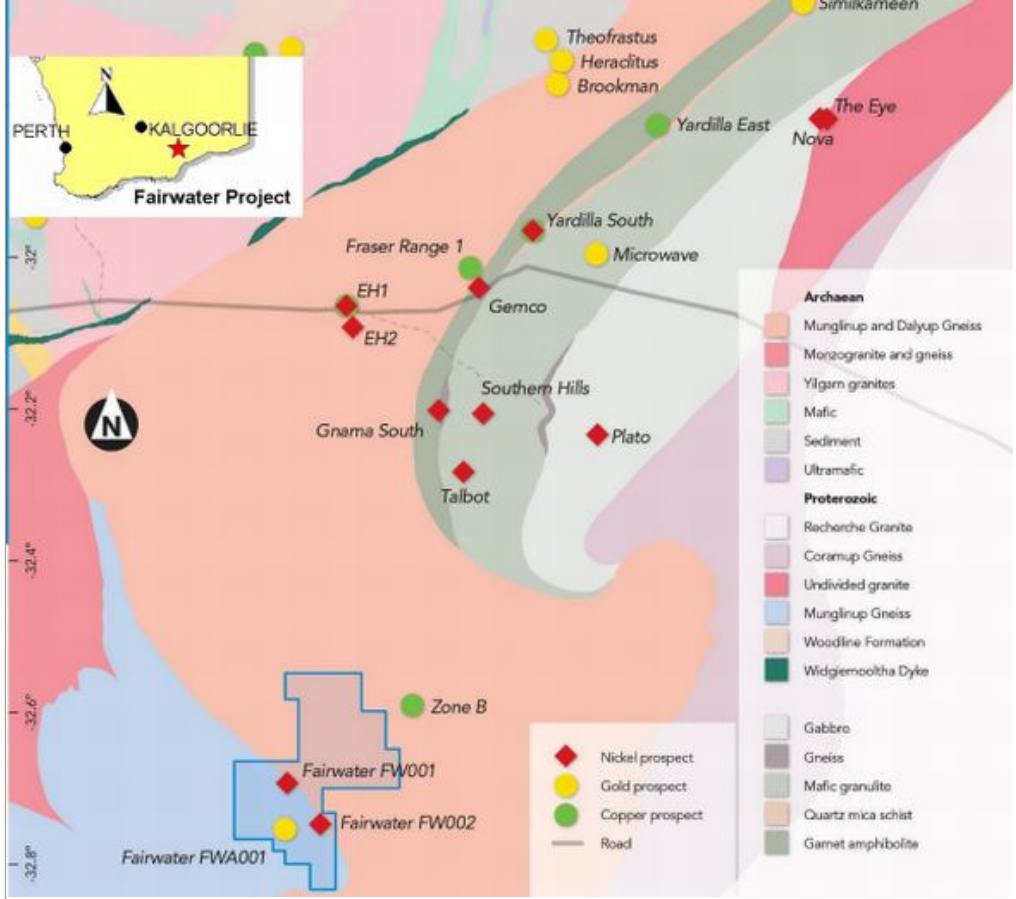 Similkameen
Theofrastus
Heraclitus
Brookman
Yardilla East
The Eye
Nova
N
PERTH
KALGOORLIE
Fairwater Project
Yardilla South
Fraser Range 1
Microwave
-32°
EH1
Gemco
EH2
Southern Hills
-32.2°
N
Gnama South
Plato
Talbot
-32.4°
-32.6°
Zone B
Fairwater FW001
Fairwater FW002
Fairwater FWA001
-32.8°
Nickel prospect
Gold prospect
Copper prospect
Road
Archaean
Munglinup and Dalyup Gneiss
Monzogranite and gneiss
Yilgarn granites
Mafic
Sediment
Ultramafic
Proterozoic
Recherche Granite
Coramup Gneiss
Undivided granite
Munglinup Gneiss
Woodline Formation
Widgiemooltha Dyke
Gabbro
Gneiss
Mafic granulite
Quartz mica schist
Garnet amphibolite